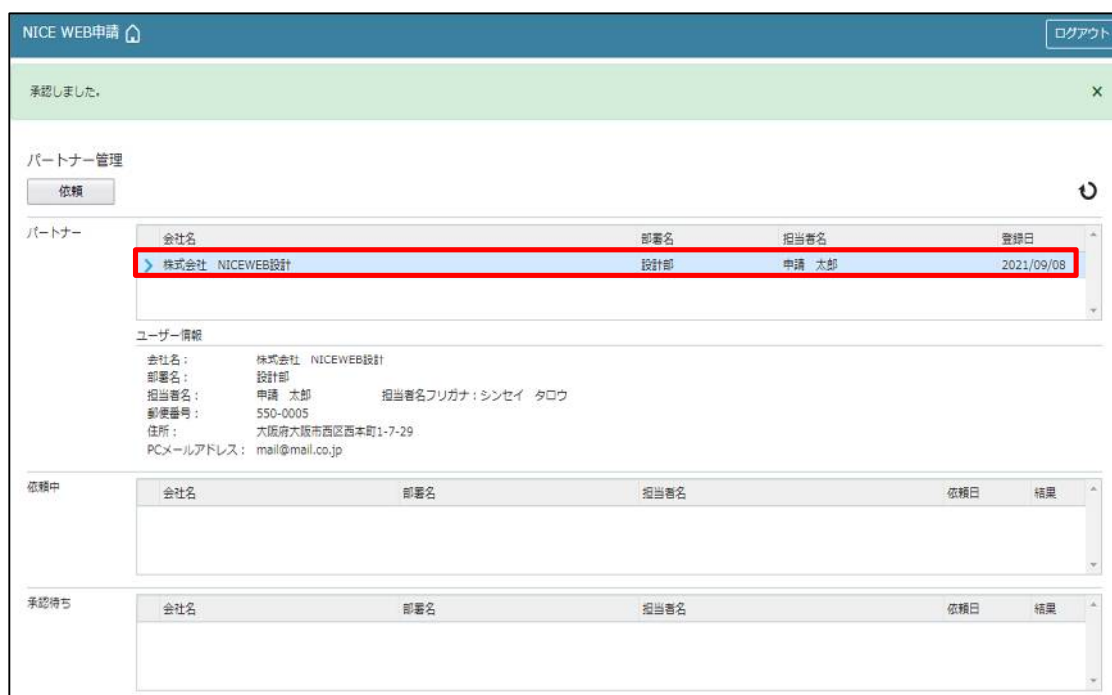 NICE WEB申請 ログアウト
承認しました。 ×
パートナー管理
依頼
パートナー
会社名 部署名 担当者名 登録日
株式会社 NICEWEB設計 設計部 申請 太郎 2021/09/08
ユーザー情報
会社名: 株式会社 NICEWEB設計
部署名: 設計部
担当者名: 申請 太郎 担当者名フリガナ:シンセイ タロウ
郵便番号: 550-0005
住所: 大阪府大阪市西区西本町1-7-29
PCメールアドレス: mail@mail.co.jp
依頼中
会社名 部署名 担当者名 依頼日 結果
承認待ち
会社名 部署名 担当者名 依頼日 結果